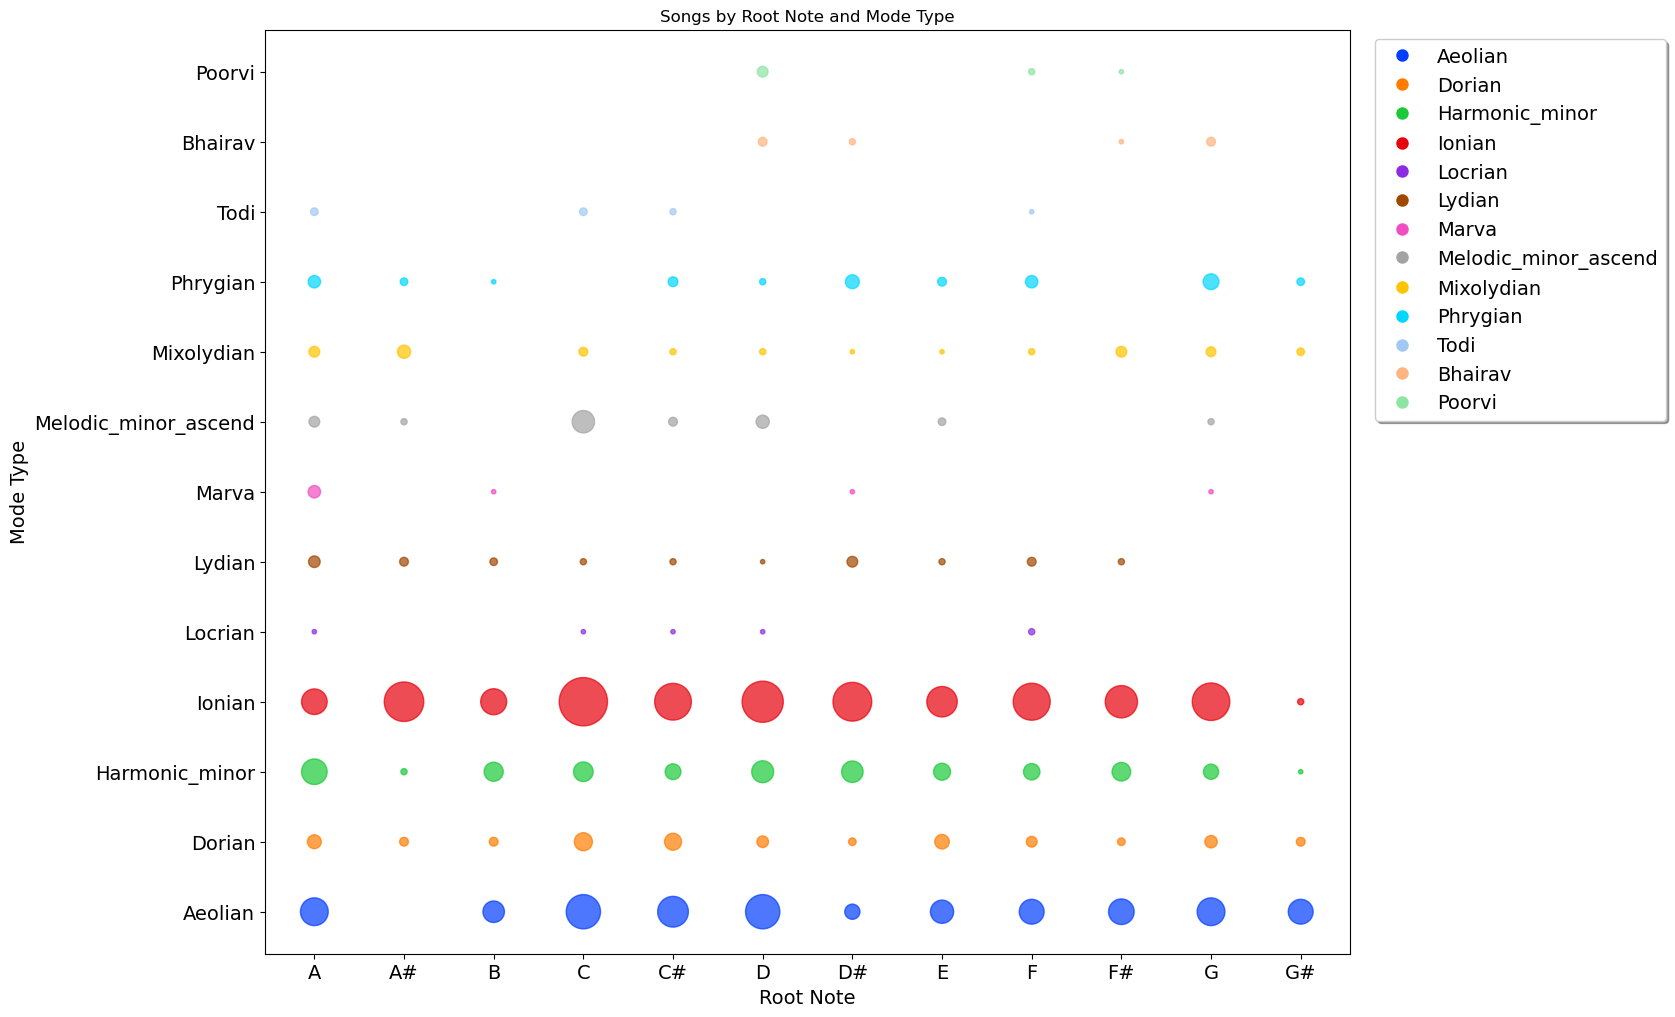 Songs by Root Note and Mode Type
Mode Type
Poorvi
Bhairav
Todi
Phrygian
Mixolydian
Melodic_minor_ascend
Marva
Lydian
Locrian
Ionian
Harmonic_minor
Dorian
Aeolian
A A# B C C# D D# E F F# G G#
Root Note
Aeolian
Dorian
Harmonic_minor
Ionian
Locrian
Lydian
Marva
Melodic_minor_ascend
Mixolydian
Phrygian
Todi
Bhairav
Poorvi